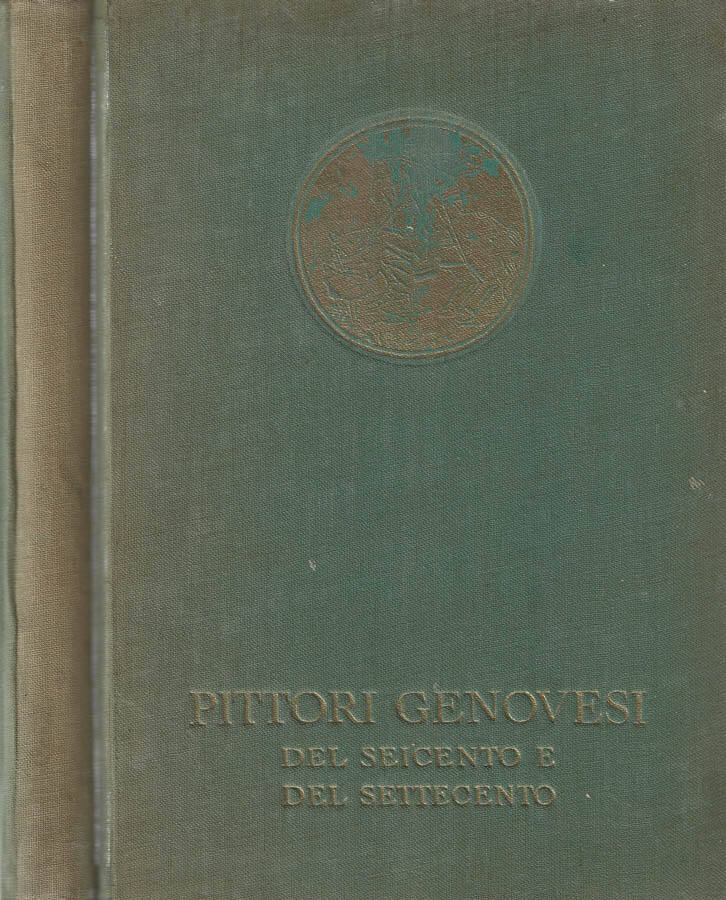 PITTORI GENOVESI
DEL SEICENTO E
DEL SETTECENTO